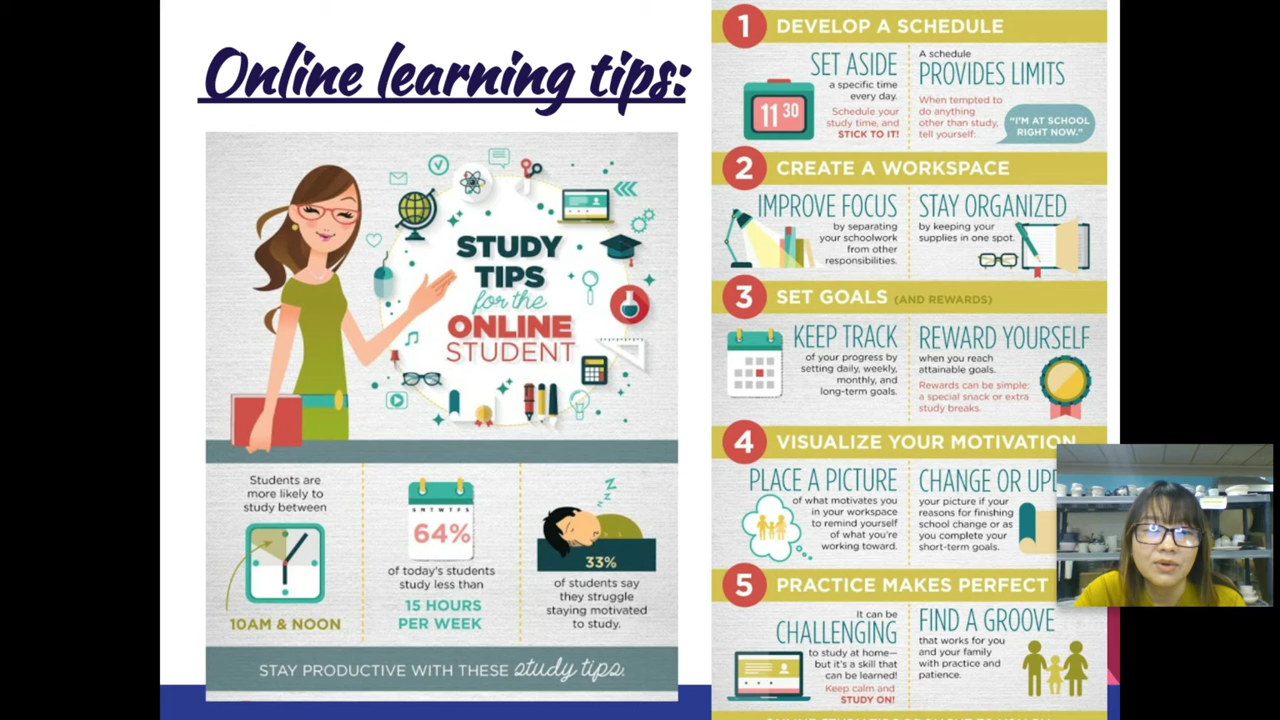 Online learning tips:
STUDY
TIPS
for the
ONLINE
STUDENT
Students are
more likely to
study between
10AM & NOON
S M T W T F S
64%
of today's students
study less than
15 HOURS
PER WEEK
Z Z Z
33%
of students say
they struggle
staying motivated
to study.
STAY PRODUCTIVE WITH THESE study tips.
1 DEVELOP A SCHEDULE
SET ASIDE
a specific time
every day.
Schedule your
study time, and
STICK TO IT!
11 30
A schedule
PROVIDES LIMITS
When tempted to
do anything
other than study,
tell yourself:
"I'M AT SCHOOL
RIGHT NOW."
2 CREATE A WORKSPACE
IMPROVE FOCUS
by separating
your schoolwork
from other
responsibilities.
STAY ORGANIZED
by keeping your
supplies in one spot.
3 SET GOALS (AND REWARDS)
KEEP TRACK
of your progress by
setting daily, weekly,
monthly, and
long-term goals.
REWARD YOURSELF
when you reach
attainable goals.
Rewards can be simple:
a special snack or extra
study breaks.
4 VISUALIZE YOUR MOTIVATION
PLACE A PICTURE
of what motivates you
in your workspace
to remind yourself
of what you're
working toward.
CHANGE OR UPD
your picture if your
reasons for finishing
school change or as
you complete your
short-term goals.
5 PRACTICE MAKES PERFECT
It can be
CHALLENGING
to study at home—
but it's a skill that
can be learned!
Keep calm and
STUDY ON!
FIND A GROOVE
that works for you
and your family
with practice and
patience.